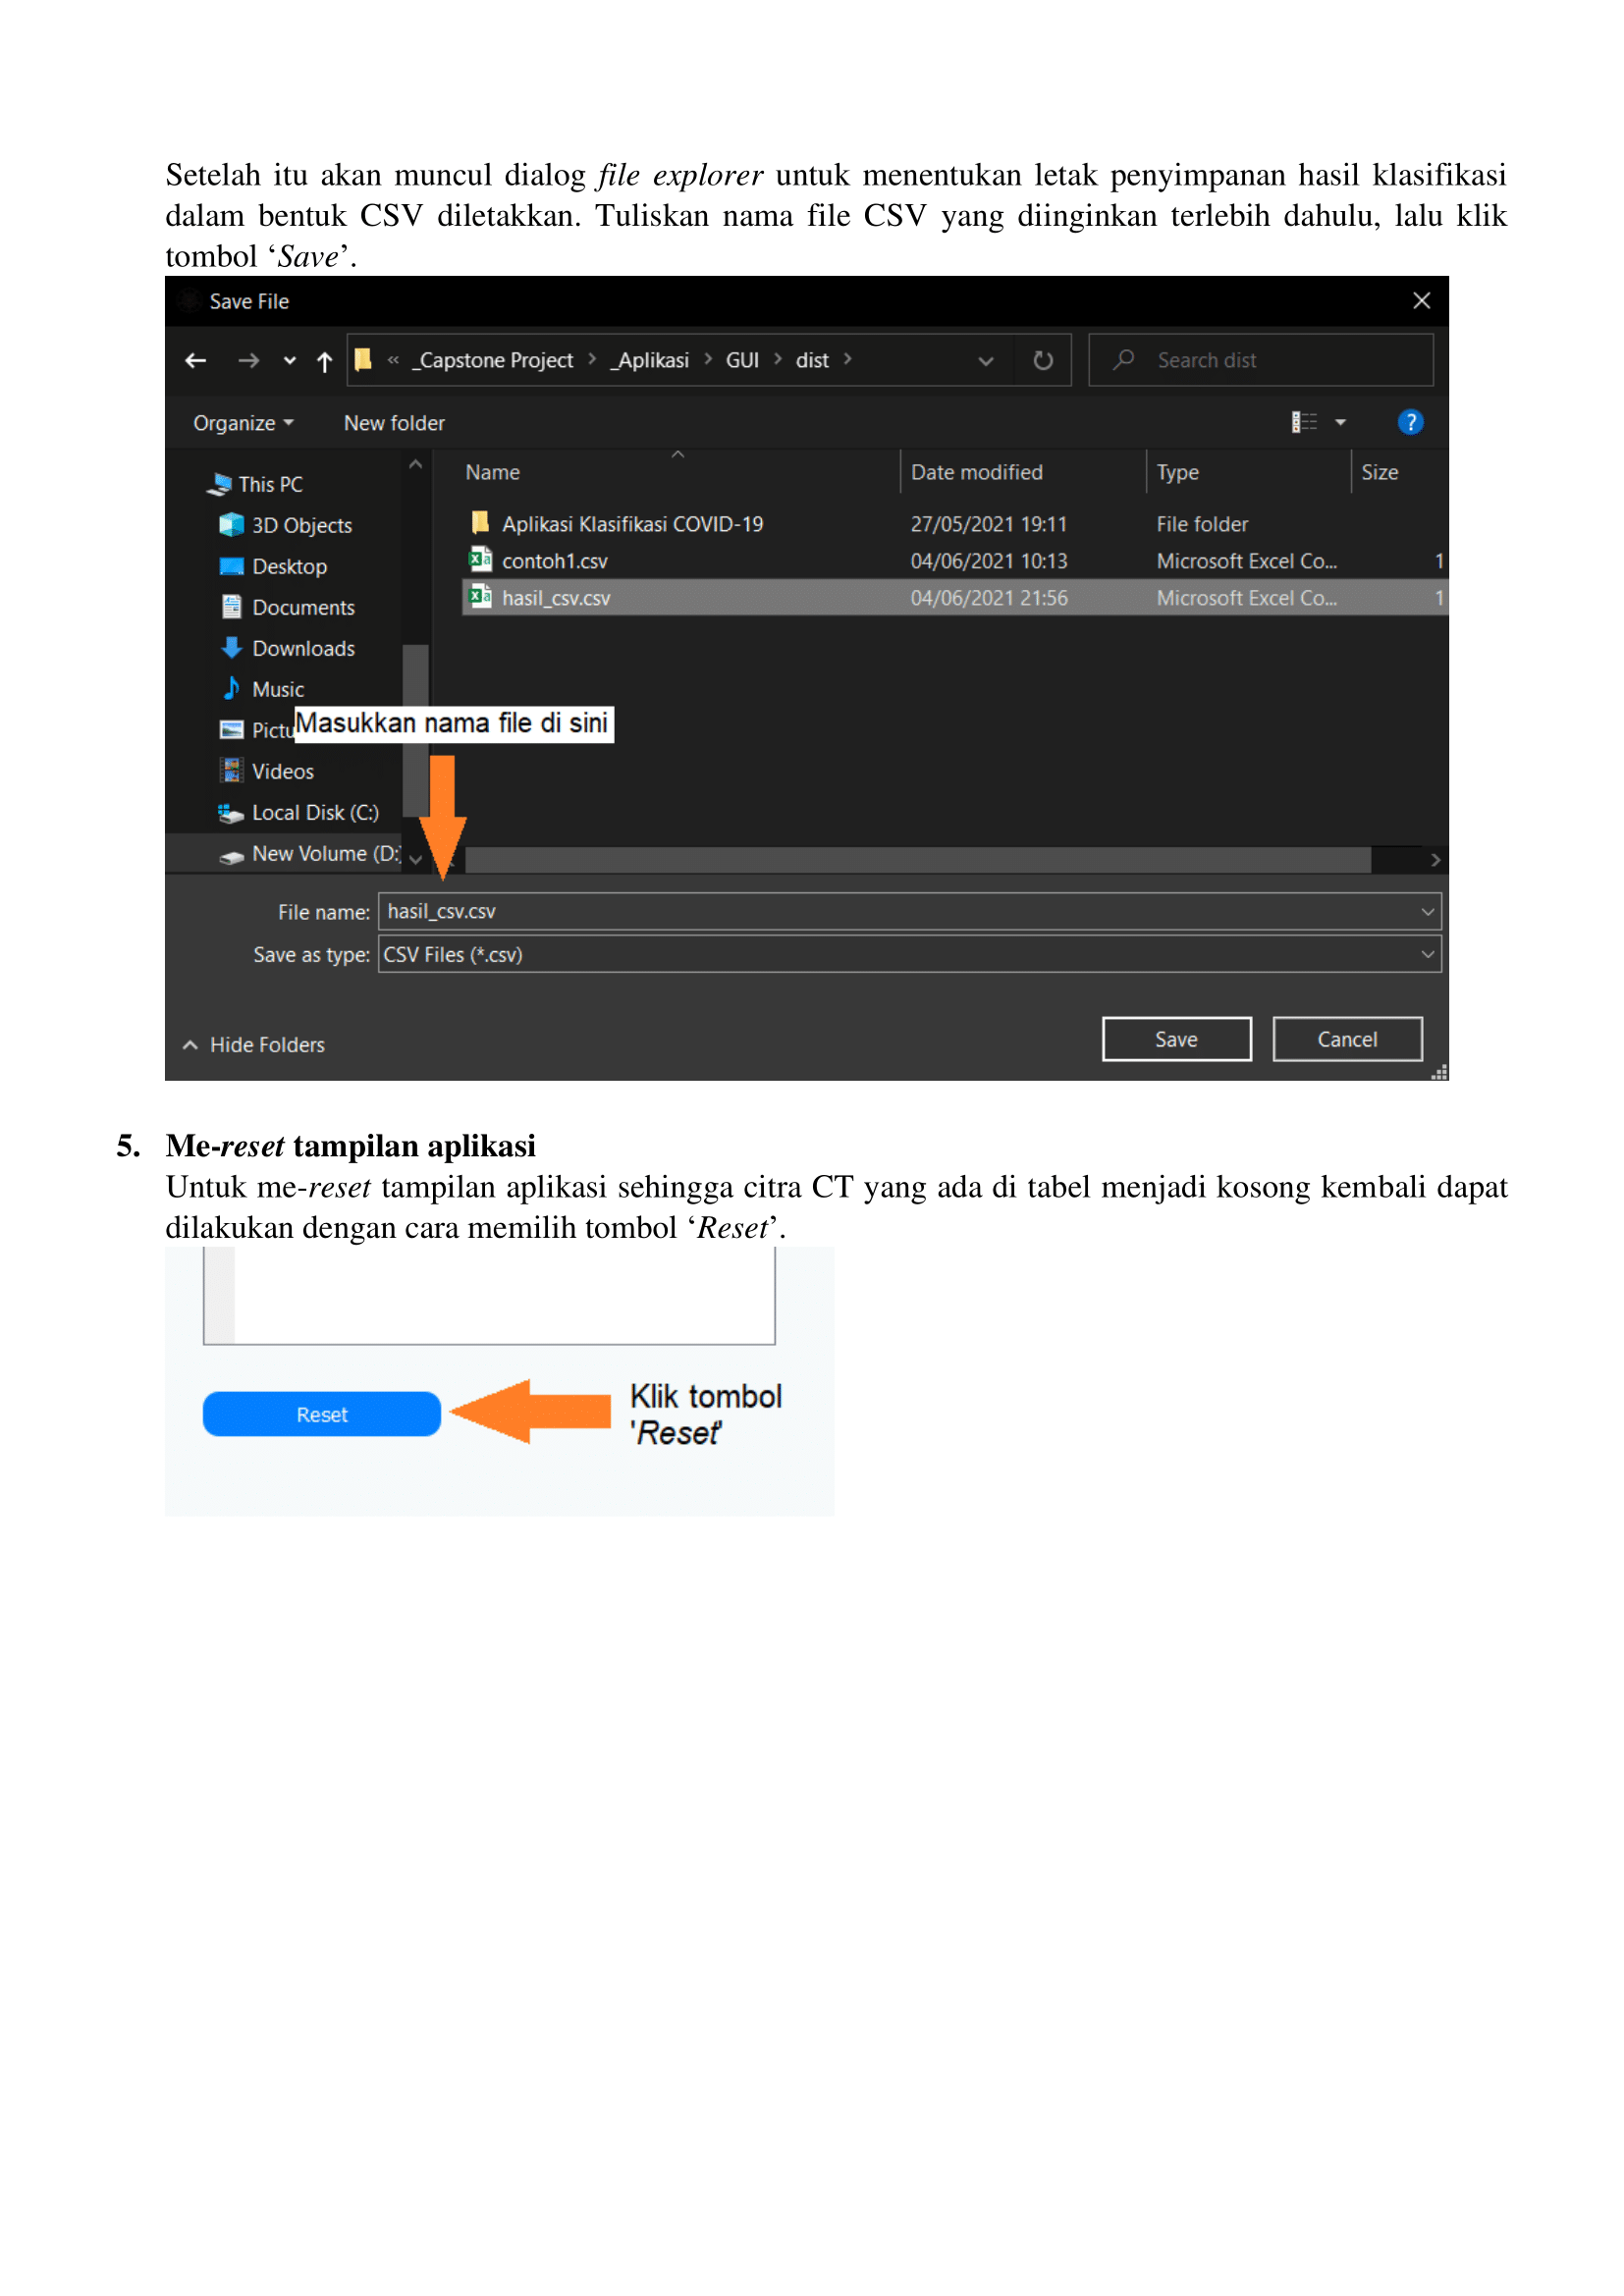 Setelah itu akan muncul dialog file explorer untuk menentukan letak penyimpanan hasil klasifikasi
dalam bentuk CSV diletakkan. Tuliskan nama file CSV yang diinginkan terlebih dahulu, lalu klik
tombol ‘Save’.
Save File
« _Capstone Project > _Aplikasi > GUI > dist >
Search dist
Organize
New folder
Name Date modified Type Size
This PC
3D Objects
Desktop
Documents
Downloads
Music
Videos
Local Disk (C:)
New Volume (D:)
Aplikasi Klasifikasi COVID-19 27/05/2021 19:11 File folder
contoh1.csv 04/06/2021 10:13 Microsoft Excel Co... 1
hasil_csv.csv 04/06/2021 21:56 Microsoft Excel Co... 1
Masukkan nama file di sini
File name: hasil_csv.csv
Save as type: CSV Files (*.csv)
Hide Folders
Save
Cancel
5. Me-reset tampilan aplikasi
Untuk me-reset tampilan aplikasi sehingga citra CT yang ada di tabel menjadi kosong kembali dapat
dilakukan dengan cara memilih tombol ‘Reset’.
Reset
Klik tombol
'Reset'